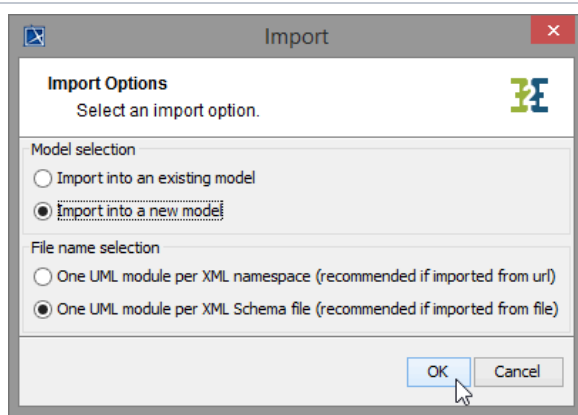 Import
Import Options
Select an import option.
Model selection
Import into an existing model
Import into a new model
File name selection
One UML module per XML namespace (recommended if imported from url)
One UML module per XML Schema file (recommended if imported from file)
OK Cancel